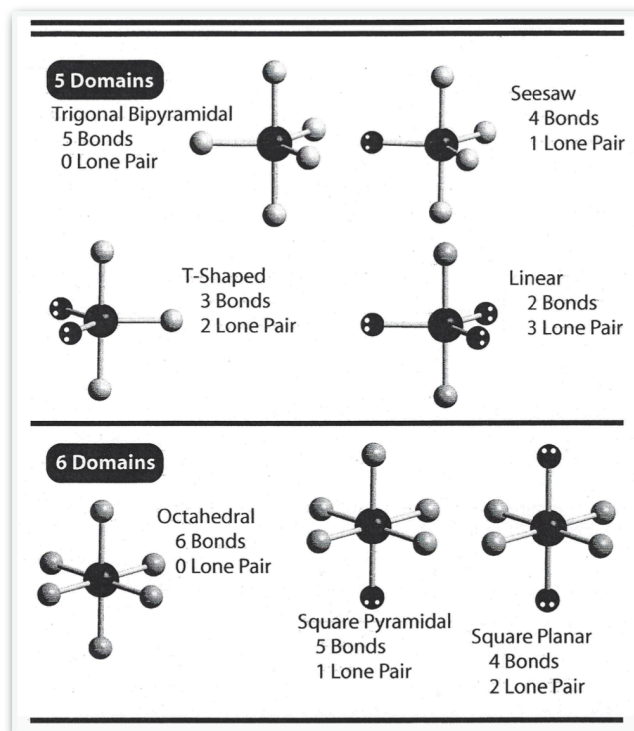 5 Domains
Trigonal Bipyramidal
5 Bonds
0 Lone Pair
Seesaw
4 Bonds
1 Lone Pair
T-Shaped
3 Bonds
2 Lone Pair
Linear
2 Bonds
3 Lone Pair
6 Domains
Octahedral
6 Bonds
0 Lone Pair
Square Pyramidal
5 Bonds
1 Lone Pair
Square Planar
4 Bonds
2 Lone Pair